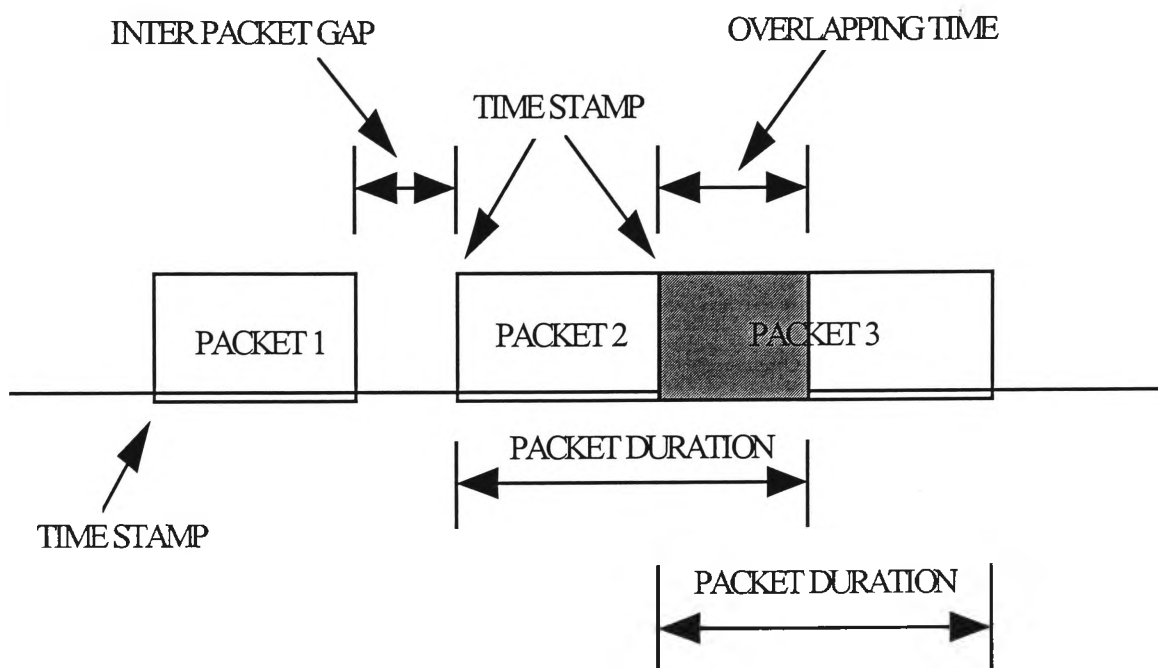 INTER PACKET GAP
OVERLAPPING TIME
TIME STAMP
PACKET 1
PACKET 2
PACKET 3
PACKET DURATION
TIME STAMP
PACKET DURATION